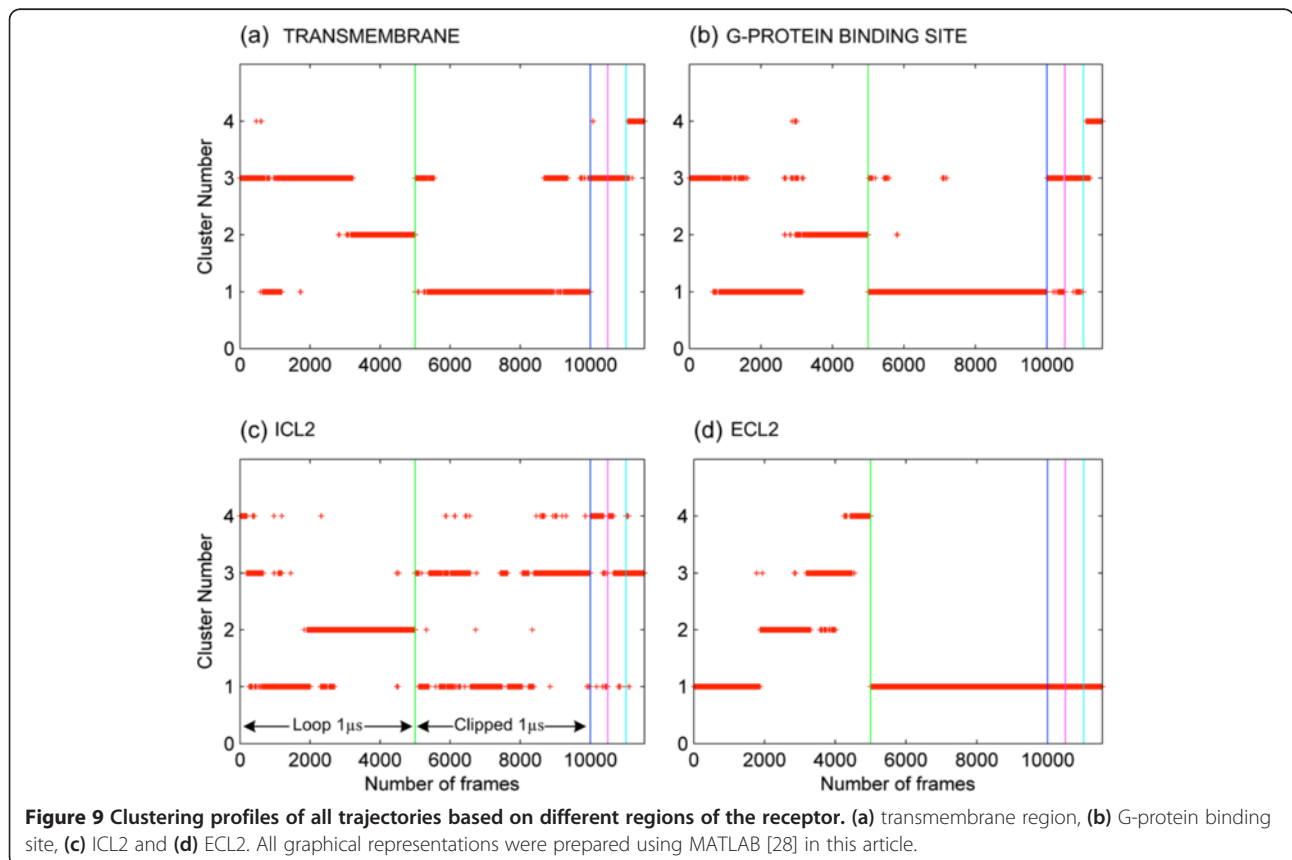 (a) TRANSMEMBRANE
(b) G-PROTEIN BINDING SITE
Cluster Number
4
3
2
1
0
0 2000 4000 6000 8000 10000
Cluster Number
4
3
2
1
0
0 2000 4000 6000 8000 10000
(c) ICL2
(d) ECL2
Cluster Number
4
3
2
1
0
Loop 1µs
Clipped 1µs
0 2000 4000 6000 8000 10000
Number of frames
Cluster Number
4
3
2
1
0
0 2000 4000 6000 8000 10000
Number of frames
Figure 9 Clustering profiles of all trajectories based on different regions of the receptor. (a) transmembrane region, (b) G-protein binding
site, (c) ICL2 and (d) ECL2. All graphical representations were prepared using MATLAB [28] in this article.